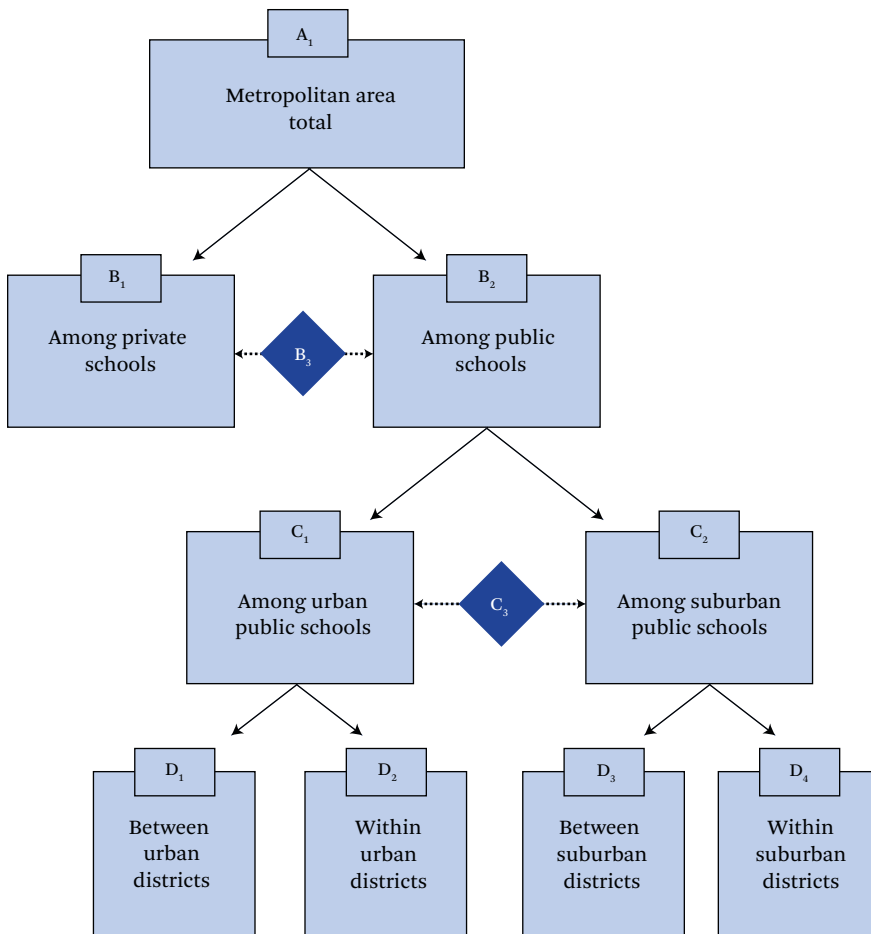 A₁
Metropolitan area
total
B₁
Among private
schools
B₃
B₂
Among public
schools
C₁
Among urban
public schools
C₃
C₂
Among suburban
public schools
D₁
Between
urban
districts
D₂
Within
urban
districts
D₃
Between
suburban
districts
D₄
Within
suburban
districts